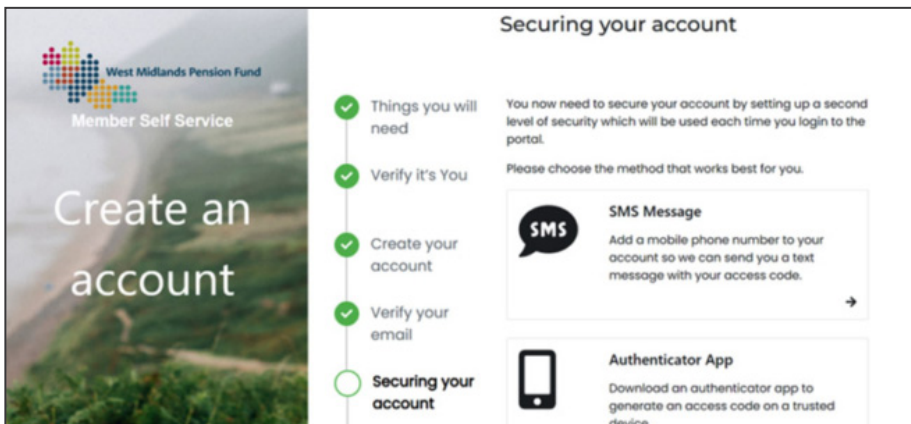 West Midlands Pension Fund
Member Self Service
Create an
account
Securing your account
Things you will
need
Verify it's You
Create your
account
Verify your
email
Securing your
account
You now need to secure your account by setting up a second
level of security which will be used each time you login to the
portal.
Please choose the method that works best for you.
SMS
SMS Message
Add a mobile phone number to your
account so we can send you a text
message with your access code.
Authenticator App
Download an authenticator app to
generate an access code on a trusted
device